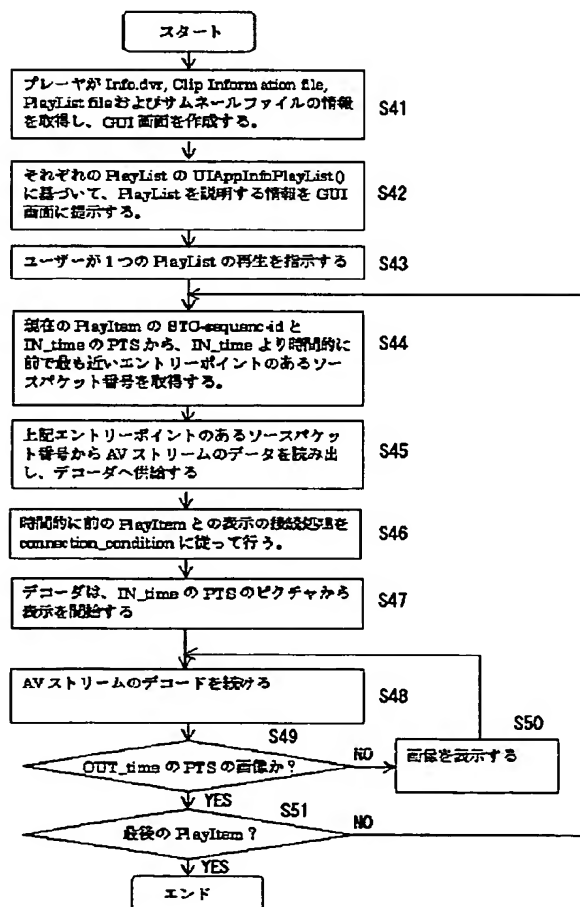 スタート
プレーヤが Info.dvr, Clip Information file,
PlayList file およびサムネールファイルの情報
を取得し、GUI 画面を作成する。
S41
それぞれの PlayList の UIAppInfoPlayList()
に基づいて、PlayList を説明する情報を GUI
画面に提示する。
S42
ユーザーが1つの PlayList の再生を指示する
S43
現在の PlayItem の STC-sequenc-id と
IN_time の PTS から、IN_time より時間的に
前で最も近いエントリーポイントのあるソー
スパケット番号を取得する。
S44
上記エントリーポイントのあるソースパケッ
ト番号から AV ストリームのデータを読み出
し、デコーダへ供給する
S45
時間的に前の PlayItem との表示の接続処理を
connection_condition に従って行う。
S46
デコーダは、IN_time の PTS のピクチャから
表示を開始する
S47
AV ストリームのデコードを続ける
S48
S49
OUT_time の PTS の画像か?
NO
S50
画像を表示する
YES
S51
最後の PlayItem ?
NO
YES
エンド